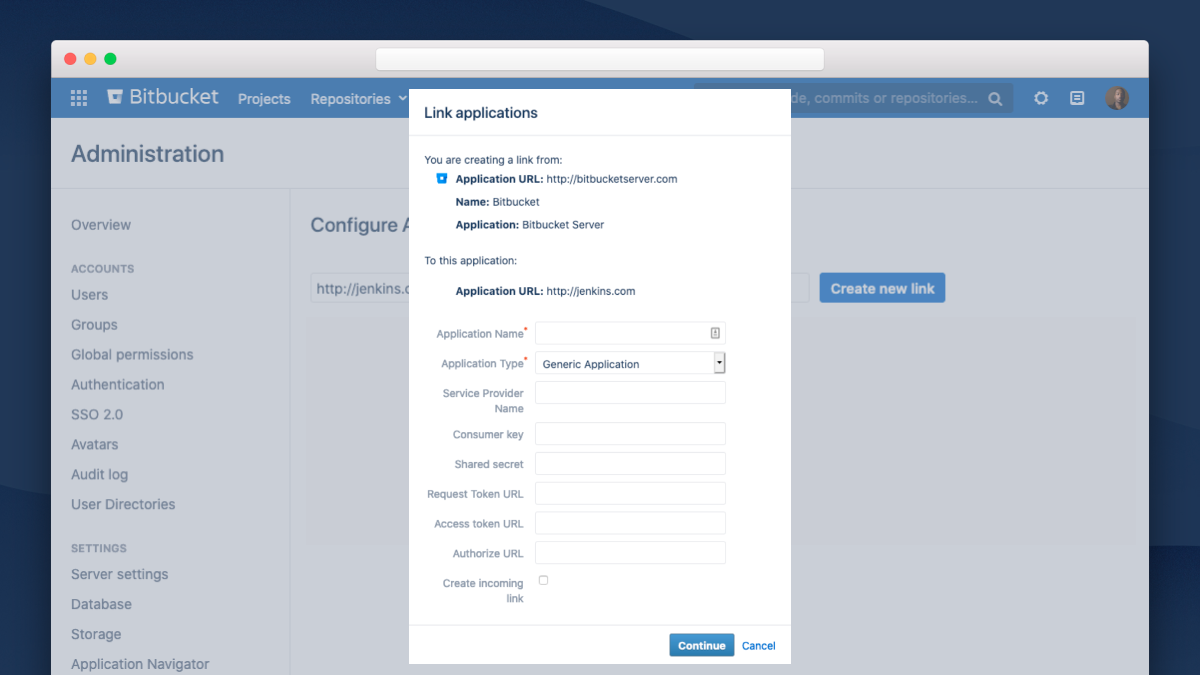 Bitbucket
Projects
Repositories
de, commits or repositories...
Administration
Overview
ACCOUNTS
Users
Groups
Global permissions
Authentication
SSO 2.0
Avatars
Audit log
User Directories
SETTINGS
Server settings
Database
Storage
Application Navigator
Configure A
http://jenkins.c
Create new link
Link applications
You are creating a link from:
Application URL: http://bitbucketserver.com
Name: Bitbucket
Application: Bitbucket Server
To this application:
Application URL: http://jenkins.com
Application Name*
Application Type* Generic Application
Service Provider
Name
Consumer key
Shared secret
Request Token URL
Access token URL
Authorize URL
Create incoming
link
Continue
Cancel